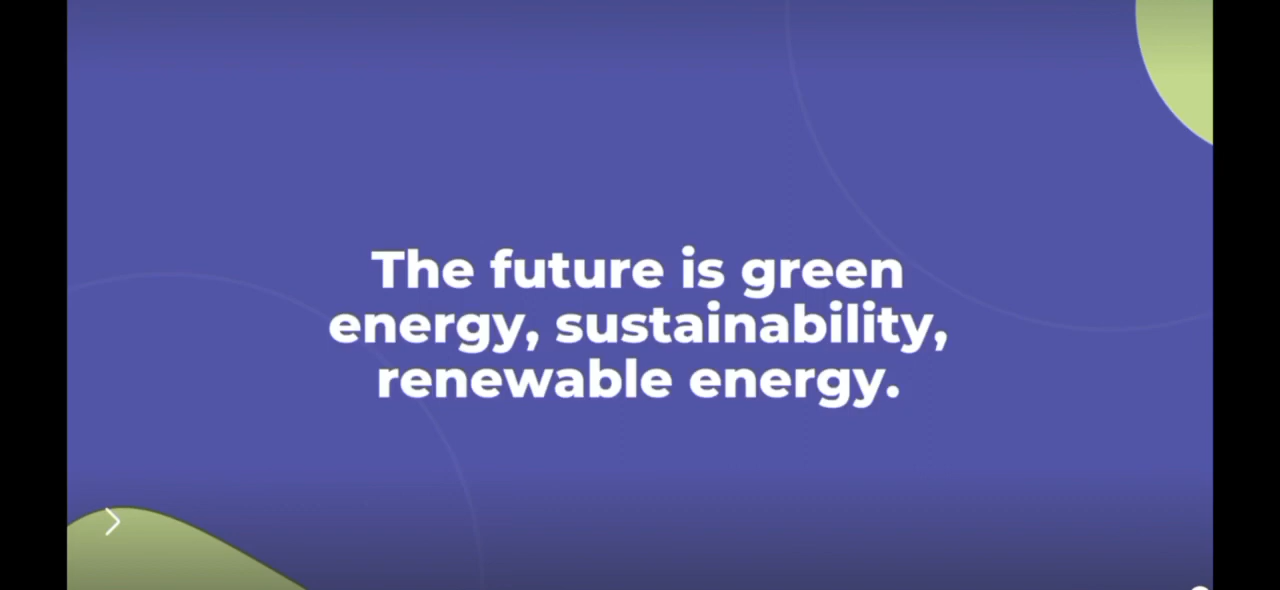 The future is green
energy, sustainability,
renewable energy.